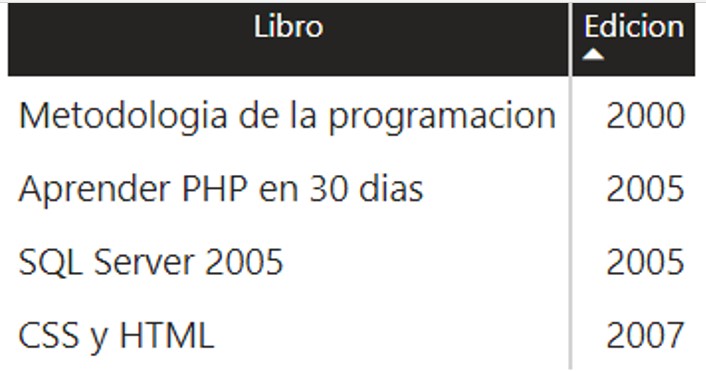 Libro Edicion
Metodologia de la programacion 2000
Aprender PHP en 30 dias 2005
SQL Server 2005 2005
CSS y HTML 2007